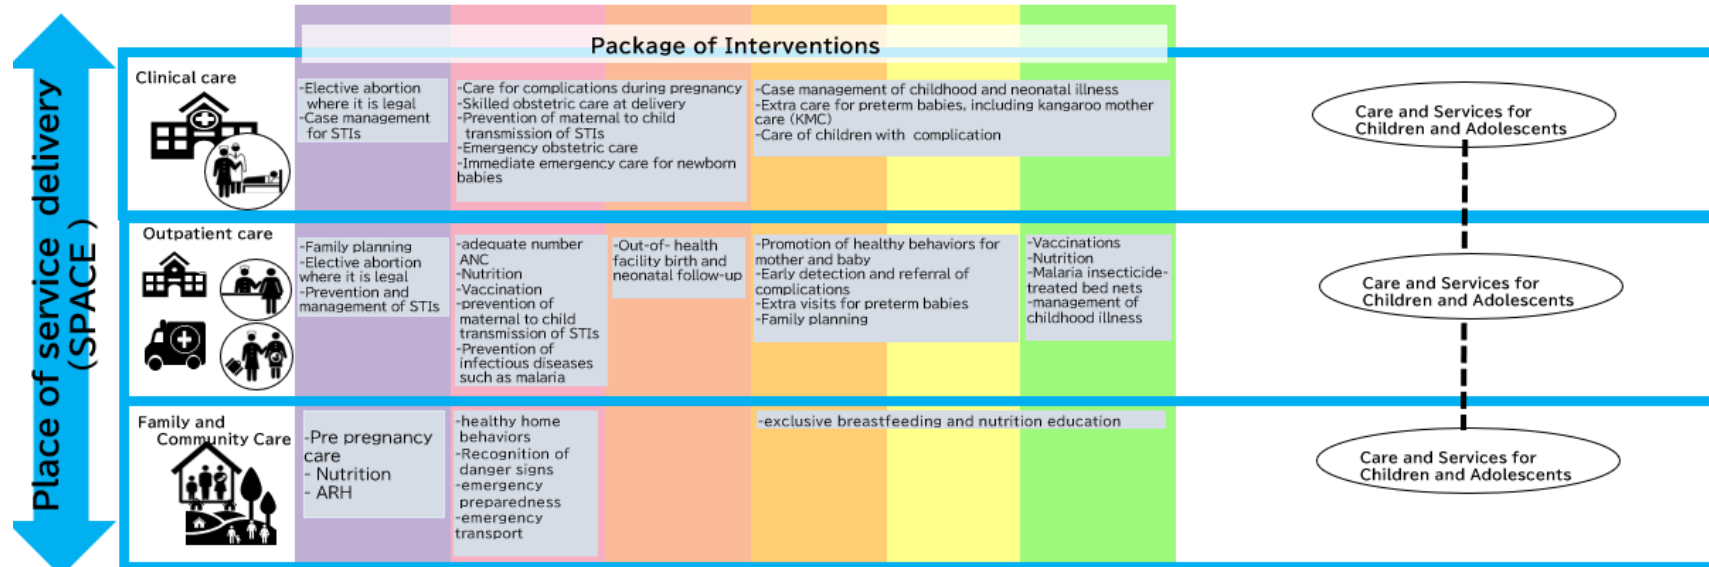 Place of service delivery
(SPACE)
Package of Interventions
Clinical care
-Elective abortion
where it is legal
-Case management
for STIs
-Care for complications during pregnancy
-Skilled obstetric care at delivery
-Prevention of maternal to child
transmission of STIs
-Emergency obstetric care
-Immediate emergency care for newborn
babies
-Case management of childhood and neonatal illness
-Extra care for preterm babies, including kangaroo mother
care (KMC)
-Care of children with complication
Care and Services for
Children and Adolescents
Outpatient care
-Family planning
-Elective abortion
where it is legal
-Prevention and
management of STIs
-adequate number
ANC
-Nutrition
-Vaccination
-prevention of
maternal to child
transmission of STIs
-Prevention of
infectious diseases
such as malaria
-Out-of- health
facility birth and
neonatal follow-up
-Promotion of healthy behaviors for
mother and baby
-Early detection and referral of
complications
-Extra visits for preterm babies
-Family planning
-Vaccinations
-Nutrition
-Malaria insecticide-
treated bed nets
-management of
childhood illness
Care and Services for
Children and Adolescents
Family and
Community Care
-Pre pregnancy
care
- Nutrition
- ARH
-healthy home
behaviors
-Recognition of
danger signs
-emergency
preparedness
-emergency
transport
-exclusive breastfeeding and nutrition education
Care and Services for
Children and Adolescents